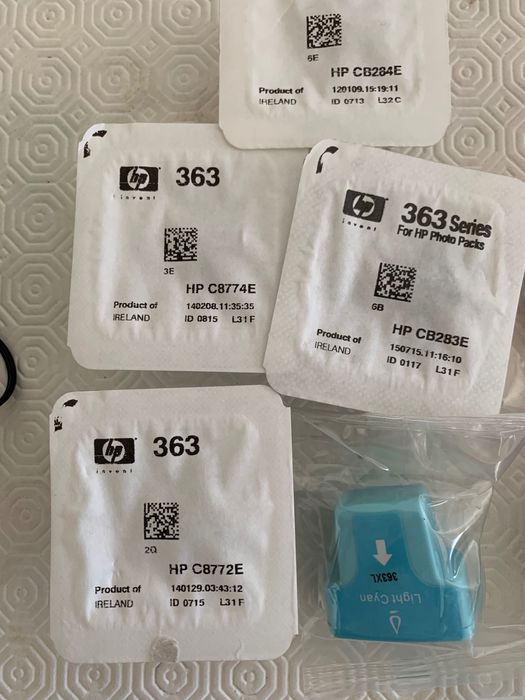 6E
HP CB284E
Product of
IRELAND
120109.15:19:11
ID 0713 L32 C
hp
invent
363
3E
HP C8774E
Product of
IRELAND
140208.11:35:35
ID 0815 L31 F
hp
invent
363 Series
For HP Photo Packs
6B
HP CB283E
Product of
IRELAND
150715.11:16:10
ID 0117 L31 F
hp
invent
363
2Q
HP C8772E
Product of
IRELAND
140129.03:43:12
ID 0715 L31 F
363XL
Light Cyan